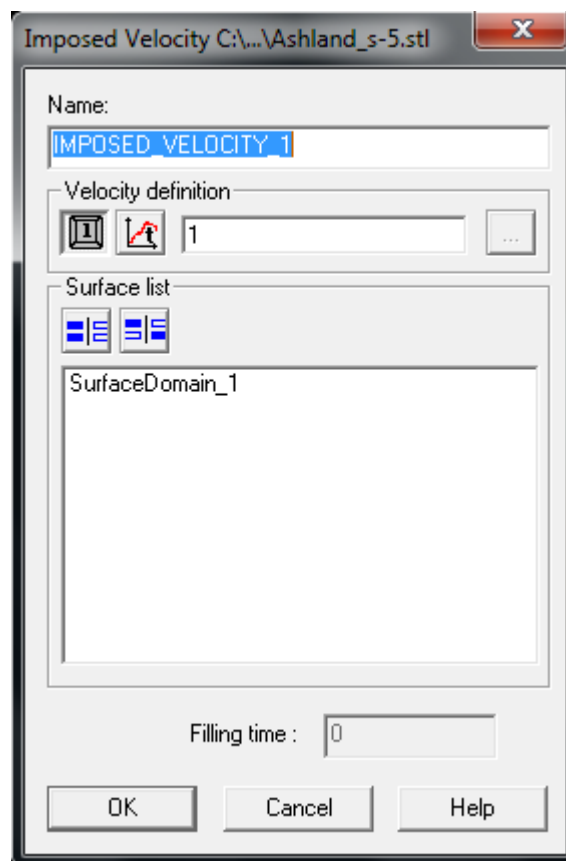 Imposed Velocity C:\...\Ashland_s-5.stl
X
Name:
IMPOSED_VELOCITY_1
Velocity definition
1 t 1 ...
Surface list
SurfaceDomain_1
Filling time : 0
OK Cancel Help